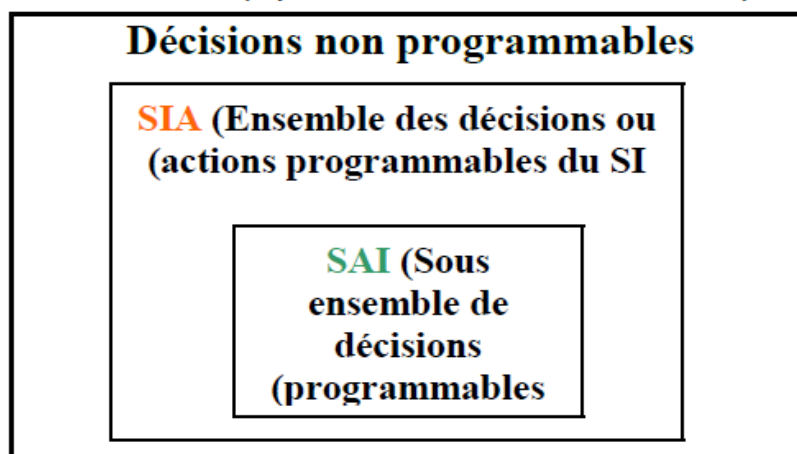 Décisions non programmables
SIA (Ensemble des décisions ou
(actions programmables du SI
SAI (Sous
ensemble de
décisions
(programmables